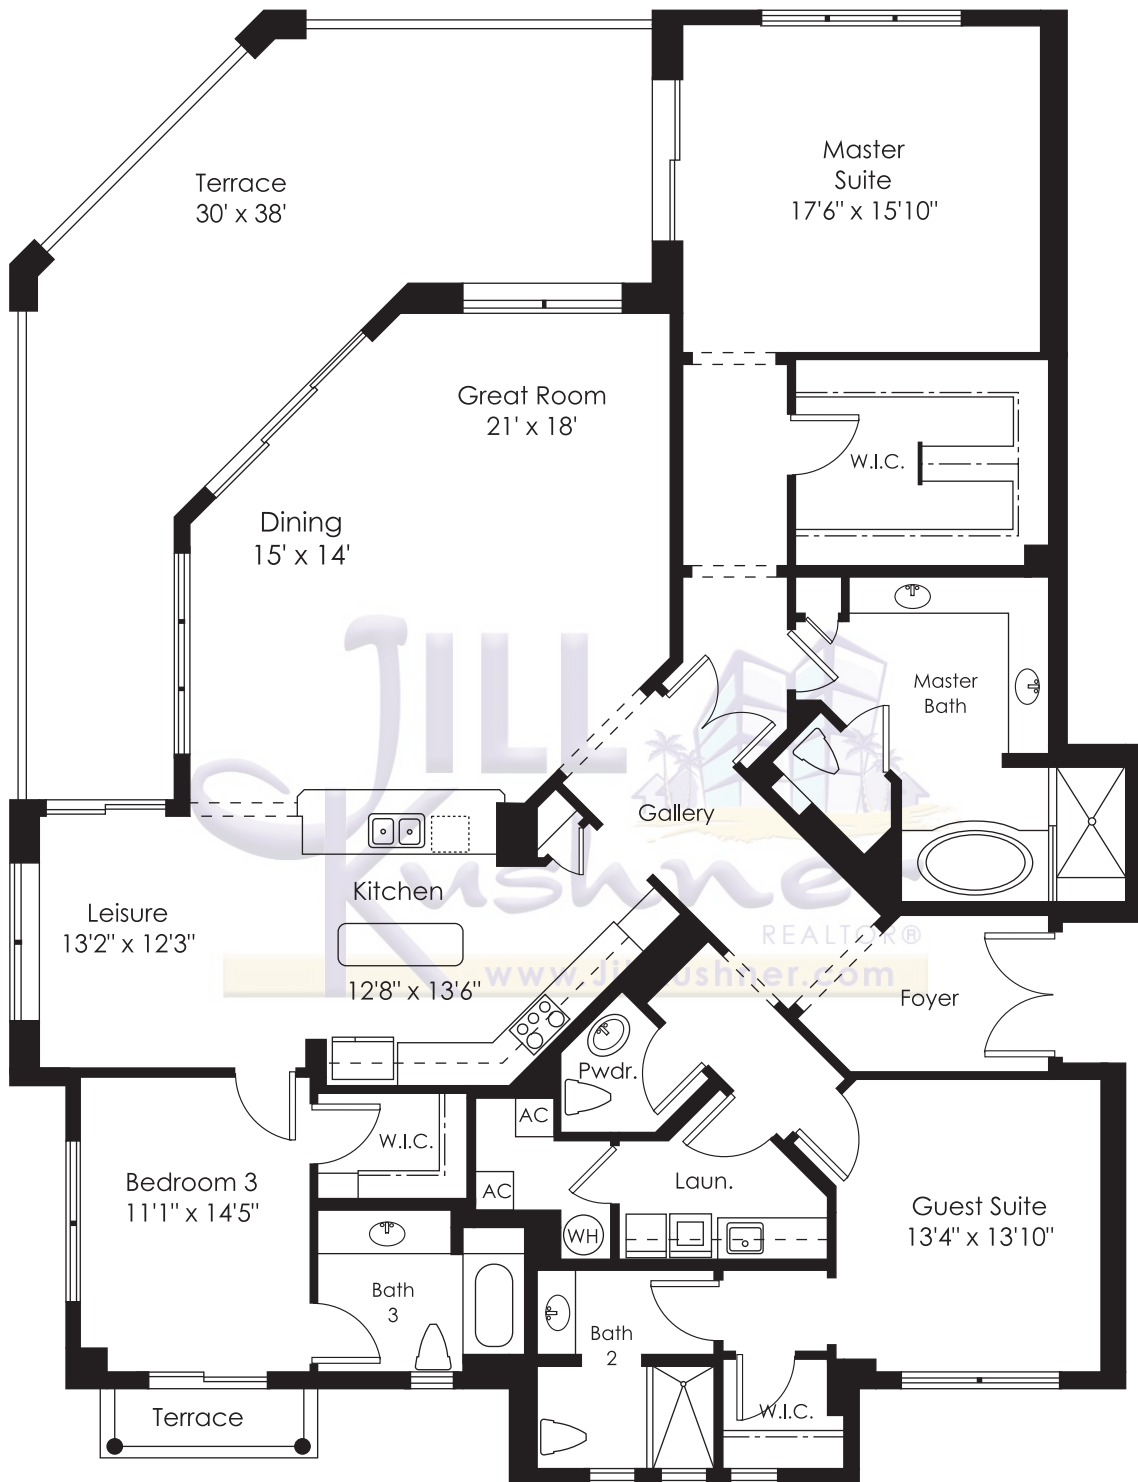 Terrace
30' x 38'
Master
Suite
17'6" x 15'10"
Great Room
21' x 18'
W.I.C.
Dining
15' x 14'
Master
Bath
JILL
Kushner
REALTOR®
www.JillKushner.com
Gallery
Kitchen
12'8" x 13'6"
Leisure
13'2" x 12'3"
Foyer
Pwdr.
AC
W.I.C.
AC
Laun.
Bedroom 3
11'1" x 14'5"
Guest Suite
13'4" x 13'10"
WH
Bath
3
Bath
2
W.I.C.
Terrace